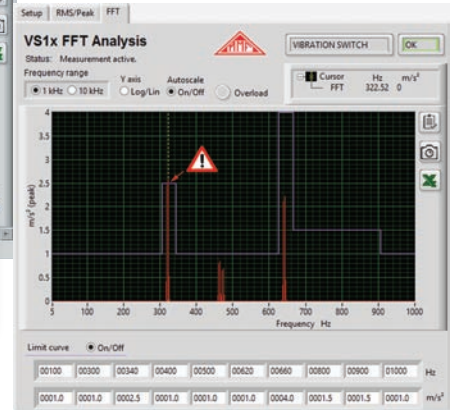 Setup RMS/Peak FFT
VS1x FFT Analysis
MMF
VIBRATION SWITCH OK
Status: Measurement active.
Frequency range Y axis Autoscale
1 kHz 10 kHz Log/Lin On/Off Overload
Cursor Hz m/s²
FFT 322.52 0
4
3.5
3
2.5
2
1.5
1
0.5
0
m/s² (peak)
5 100 200 300 400 500 600 700 800 900 1000
Frequency Hz
Limit curve On/Off
00100 00300 00340 00400 00500 00620 00660 00800 00900 01000 Hz
0001.0 0001.0 0002.5 0001.0 0001.0 0001.0 0004.0 0001.5 0001.5 0001.0 m/s²